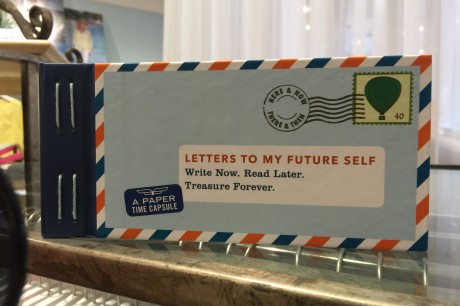 HERE & NOW
THERE & THEN
40
LETTERS TO MY FUTURE SELF
Write Now. Read Later.
Treasure Forever.
A PAPER
TIME CAPSULE